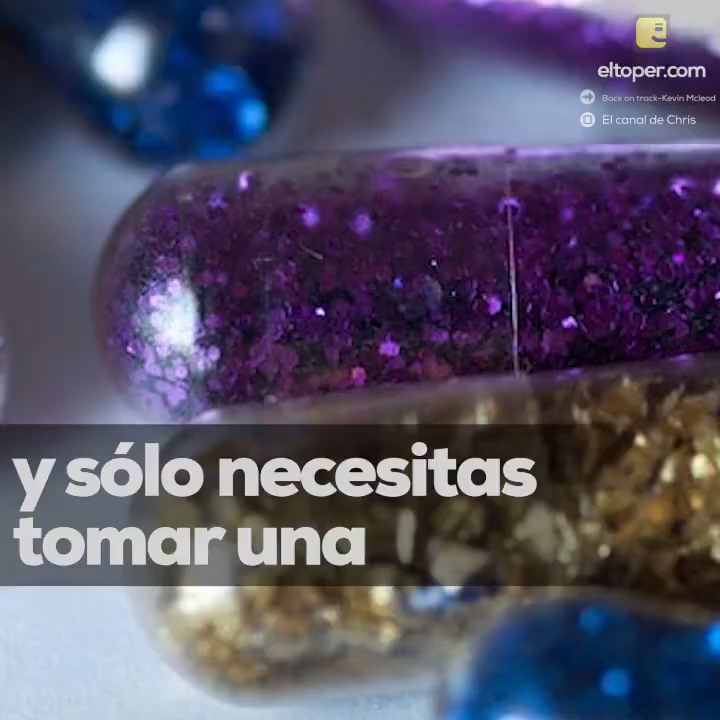 eltoper.com
Back on track-Kevin Mcleod
El canal de Chris
y sólo necesitas
tomar una